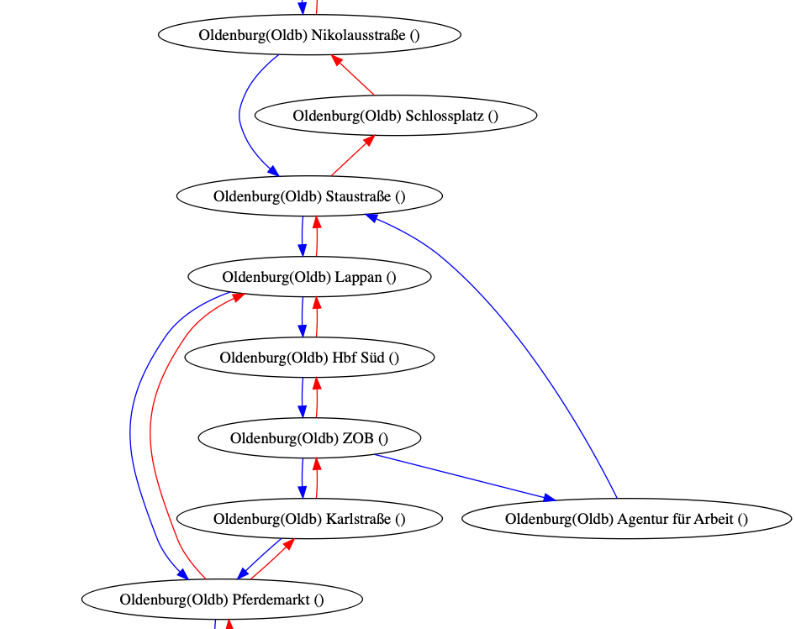 Oldenburg(Oldb) Nikolausstraße ()
Oldenburg(Oldb) Schlossplatz ()
Oldenburg(Oldb) Staustraße ()
Oldenburg(Oldb) Lappan ()
Oldenburg(Oldb) Hbf Süd ()
Oldenburg(Oldb) ZOB ()
Oldenburg(Oldb) Karlstraße ()
Oldenburg(Oldb) Agentur für Arbeit ()
Oldenburg(Oldb) Pferdemarkt ()